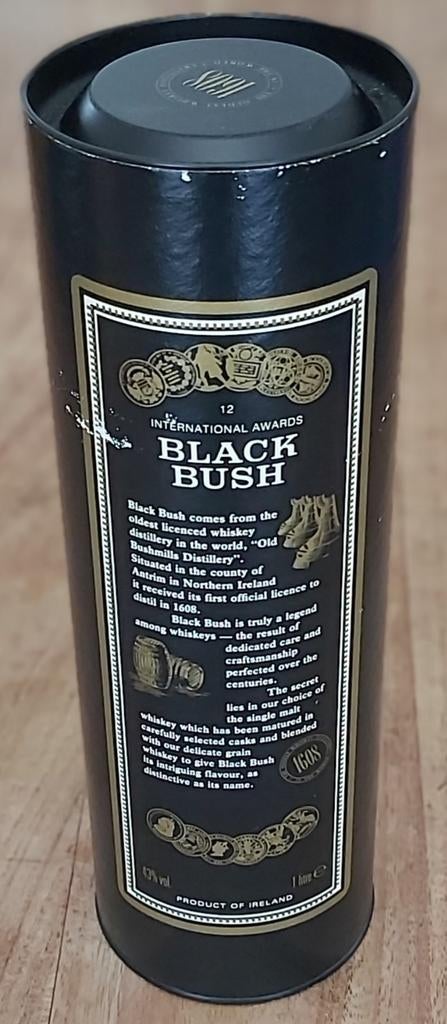 1608
12
INTERNATIONAL AWARDS
BLACK
BUSH
Black Bush comes from the
oldest licenced whiskey
distillery in the world, "Old
Bushmills Distillery".
Situated in the county of
Antrim in Northern Ireland
it received its first official licence to
distil in 1608.
Black Bush is truly a legend
among whiskeys — the result of
dedicated care and
craftsmanship
perfected over the
centuries.
The secret
lies in our choice of
the single malt
whiskey which has been matured in
carefully selected casks and blended
with our delicate grain
whiskey to give Black Bush
its intriguing flavour, as
distinctive as its name.
1608
43% vol.
1 litre e
PRODUCT OF IRELAND